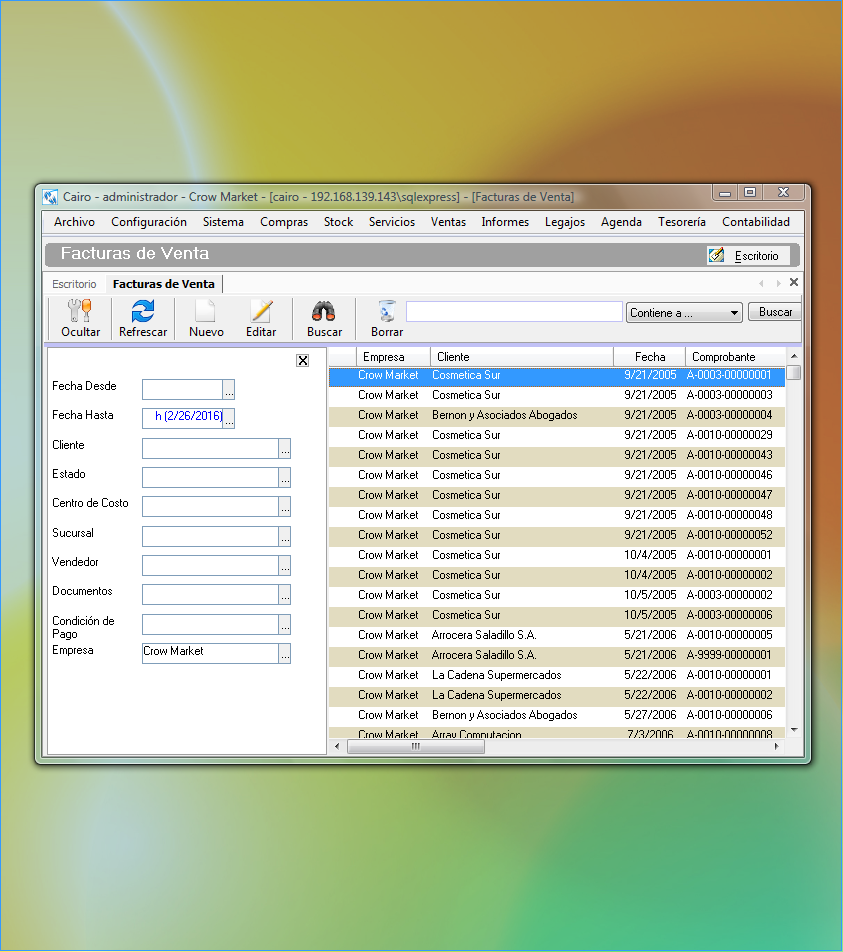 Cairo - administrador - Crow Market - [cairo - 192.168.139.143\sqlexpress] - [Facturas de Venta]
Archivo Configuración Sistema Compras Stock Servicios Ventas Informes Legajos Agenda Tesorería Contabilidad
Facturas de Venta Escritorio
Escritorio Facturas de Venta
Ocultar Refrescar Nuevo Editar Buscar Borrar Contiene a ... Buscar
Fecha Desde ...
Fecha Hasta h (2/26/2016) ...
Cliente ...
Estado ...
Centro de Costo ...
Sucursal ...
Vendedor ...
Documentos ...
Condición de
Pago ...
Empresa Crow Market ...
Empresa Cliente Fecha Comprobante
Crow Market Cosmetica Sur 9/21/2005 A-0003-00000001
Crow Market Cosmetica Sur 9/21/2005 A-0003-00000003
Crow Market Bernon y Asociados Abogados 9/21/2005 A-0003-00000004
Crow Market Cosmetica Sur 9/21/2005 A-0010-00000029
Crow Market Cosmetica Sur 9/21/2005 A-0010-00000043
Crow Market Cosmetica Sur 9/21/2005 A-0010-00000046
Crow Market Cosmetica Sur 9/21/2005 A-0010-00000047
Crow Market Cosmetica Sur 9/21/2005 A-0010-00000048
Crow Market Cosmetica Sur 9/21/2005 A-0010-00000052
Crow Market Cosmetica Sur 10/4/2005 A-0010-00000001
Crow Market Cosmetica Sur 10/4/2005 A-0010-00000002
Crow Market Cosmetica Sur 10/5/2005 A-0003-00000002
Crow Market Cosmetica Sur 10/5/2005 A-0003-00000006
Crow Market Arrocera Saladillo S.A. 5/21/2006 A-0010-00000005
Crow Market Arrocera Saladillo S.A. 5/21/2006 A-9999-00000001
Crow Market La Cadena Supermercados 5/22/2006 A-0010-00000001
Crow Market La Cadena Supermercados 5/22/2006 A-0010-00000002
Crow Market Bernon y Asociados Abogados 5/27/2006 A-0010-00000006
Crow Market Array Computacion 7/3/2006 A-0010-00000008